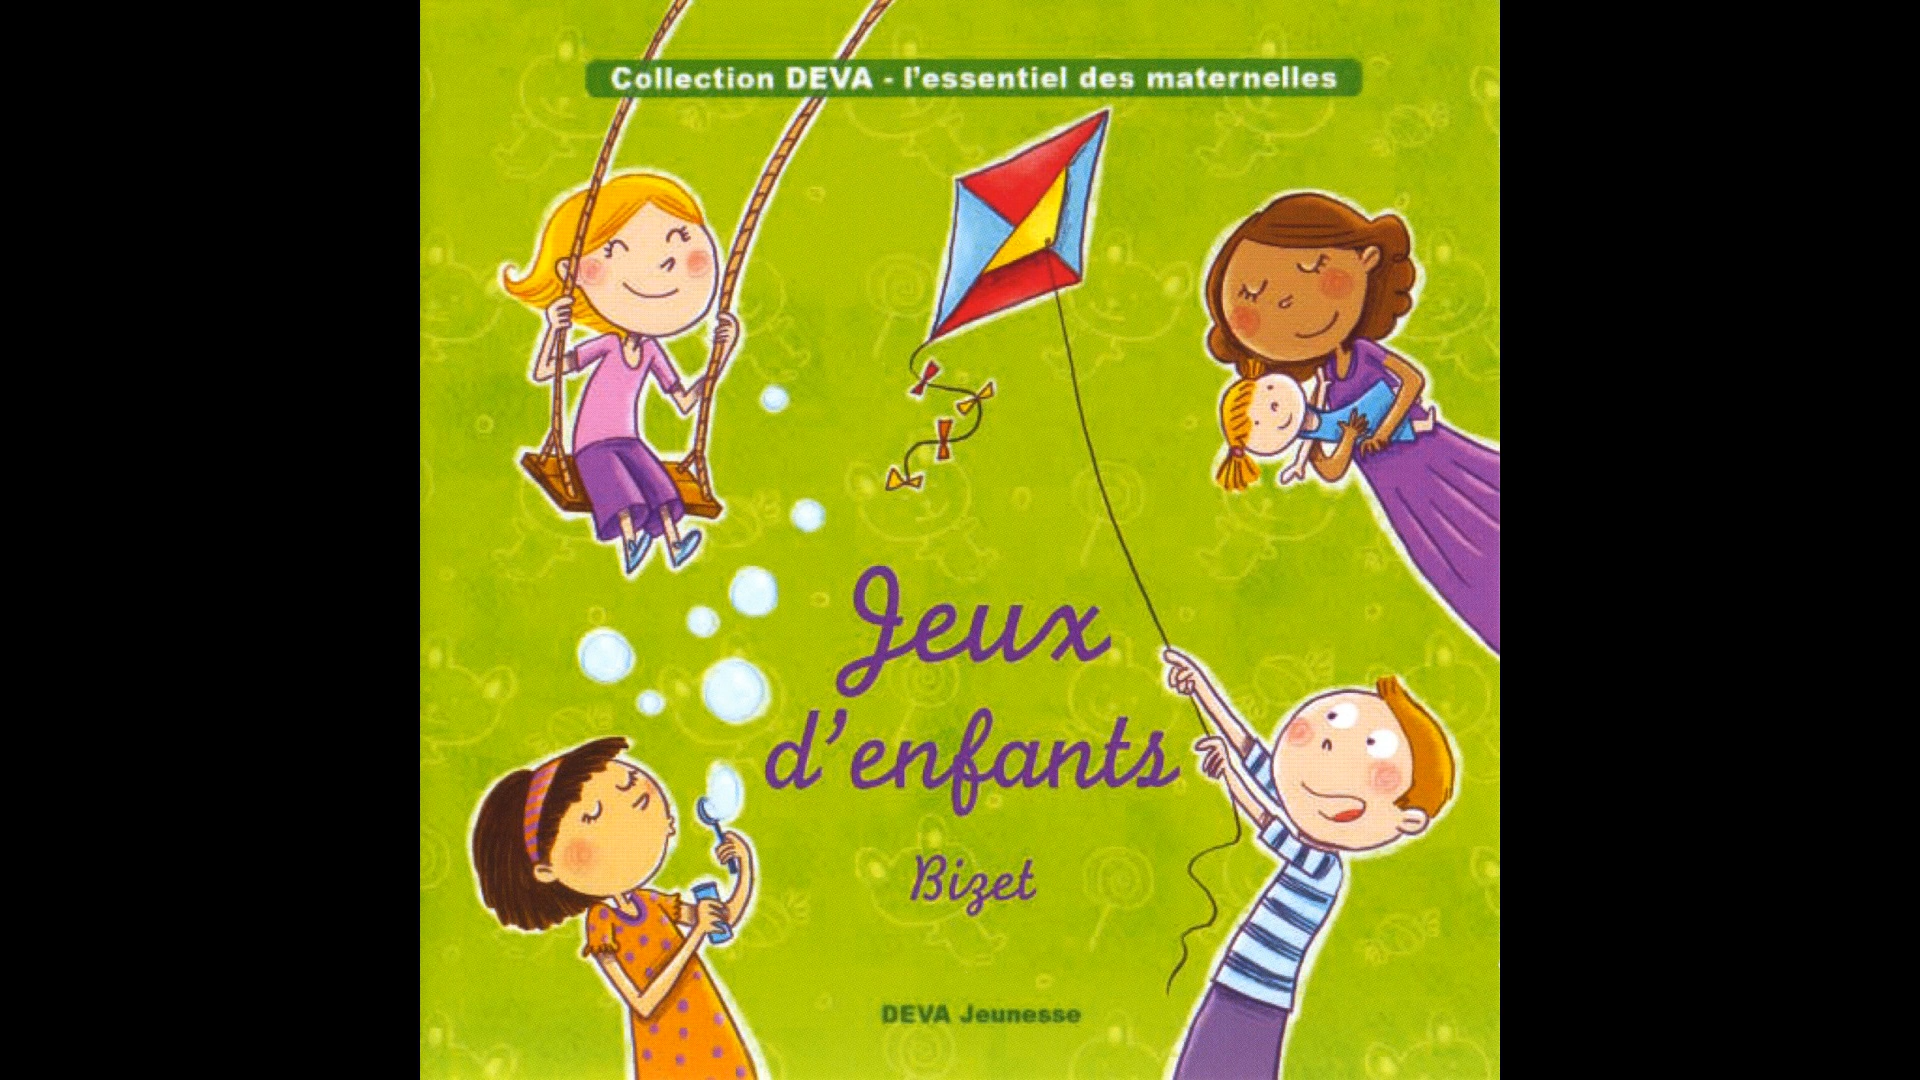 Collection DEVA - l'essentiel des maternelles
Jeux
d'enfants
Bizet
DEVA Jeunesse